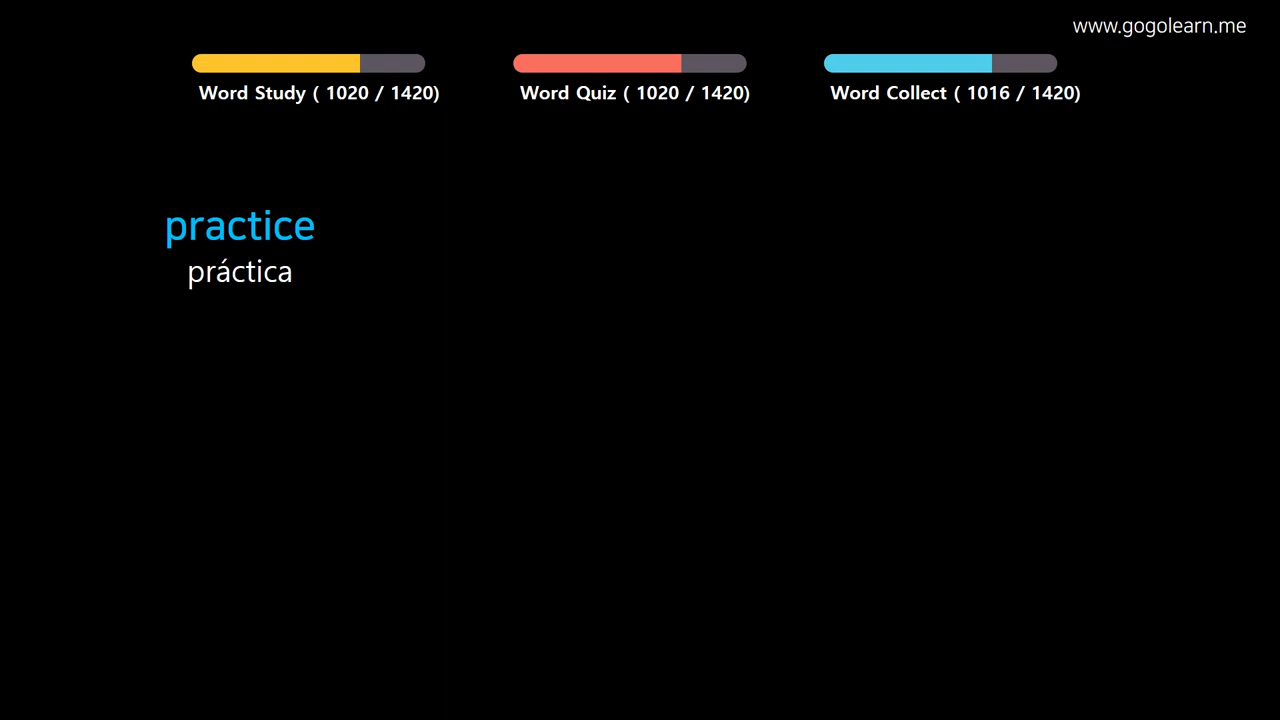 www.gogolearn.me
Word Study ( 1020 / 1420)
Word Quiz ( 1020 / 1420)
Word Collect ( 1016 / 1420)
practice
práctica